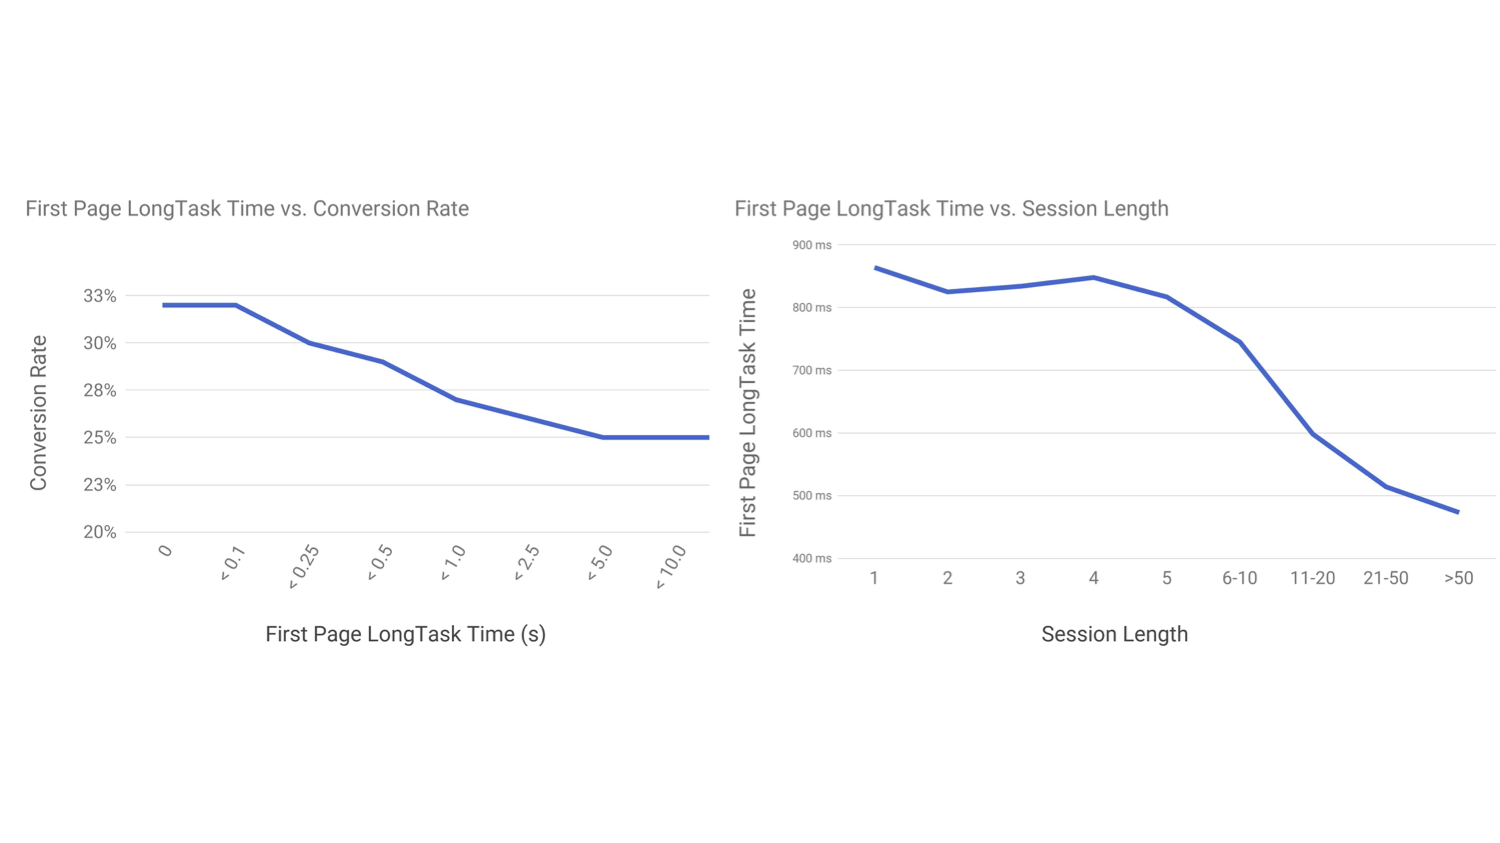 First Page LongTask Time vs. Conversion Rate
Conversion Rate
33%
30%
28%
25%
23%
20%
0
< 0.1
< 0.25
< 0.5
< 1.0
< 2.5
< 5.0
< 10.0
First Page LongTask Time (s)
First Page LongTask Time vs. Session Length
First Page LongTask Time
900 ms
800 ms
700 ms
600 ms
500 ms
400 ms
1
2
3
4
5
6-10
11-20
21-50
>50
Session Length